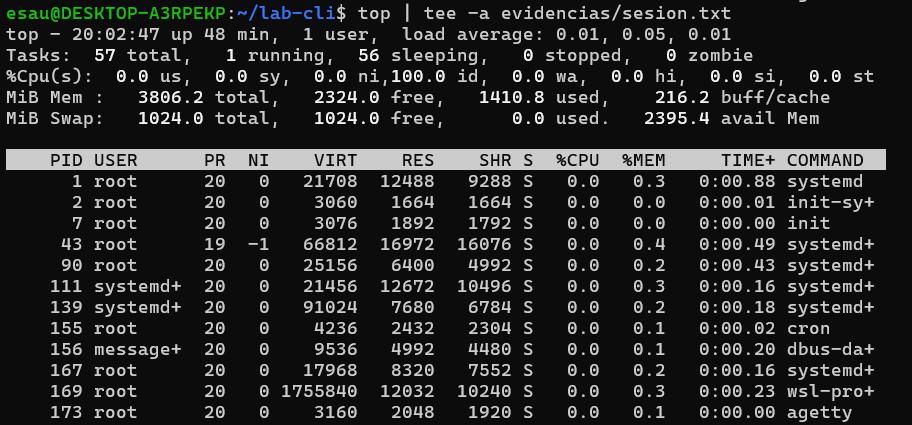 esau@DESKTOP-A3RPEKP:~/lab-cli$ top | tee -a evidencias/sesion.txt
top - 20:02:47 up 48 min,  1 user,  load average: 0.01, 0.05, 0.01
Tasks:  57 total,   1 running,  56 sleeping,   0 stopped,   0 zombie
%Cpu(s):  0.0 us,  0.0 sy,  0.0 ni,100.0 id,  0.0 wa,  0.0 hi,  0.0 si,  0.0 st
MiB Mem :   3806.2 total,   2324.0 free,   1410.8 used,    216.2 buff/cache
MiB Swap:   1024.0 total,   1024.0 free,      0.0 used.   2395.4 avail Mem
    PID USER      PR  NI    VIRT    RES    SHR S  %CPU  %MEM     TIME+ COMMAND
      1 root      20   0   21708  12488   9288 S   0.0   0.3   0:00.88 systemd
      2 root      20   0    3060   1664   1664 S   0.0   0.0   0:00.01 init-sy+
      7 root      20   0    3076   1892   1792 S   0.0   0.0   0:00.00 init
     43 root      19  -1   66812  16972  16076 S   0.0   0.4   0:00.49 systemd+
     90 root      20   0   25156   6400   4992 S   0.0   0.2   0:00.43 systemd+
    111 systemd+  20   0   21456  12672  10496 S   0.0   0.3   0:00.16 systemd+
    139 systemd+  20   0   91024   7680   6784 S   0.0   0.2   0:00.18 systemd+
    155 root      20   0    4236   2432   2304 S   0.0   0.1   0:00.02 cron
    156 message+  20   0    9536   4992   4480 S   0.0   0.1   0:00.20 dbus-da+
    167 root      20   0   17968   8320   7552 S   0.0   0.2   0:00.16 systemd+
    169 root      20   0 1755840  12032  10240 S   0.0   0.3   0:00.23 wsl-pro+
    173 root      20   0    3160   2048   1920 S   0.0   0.1   0:00.00 agetty